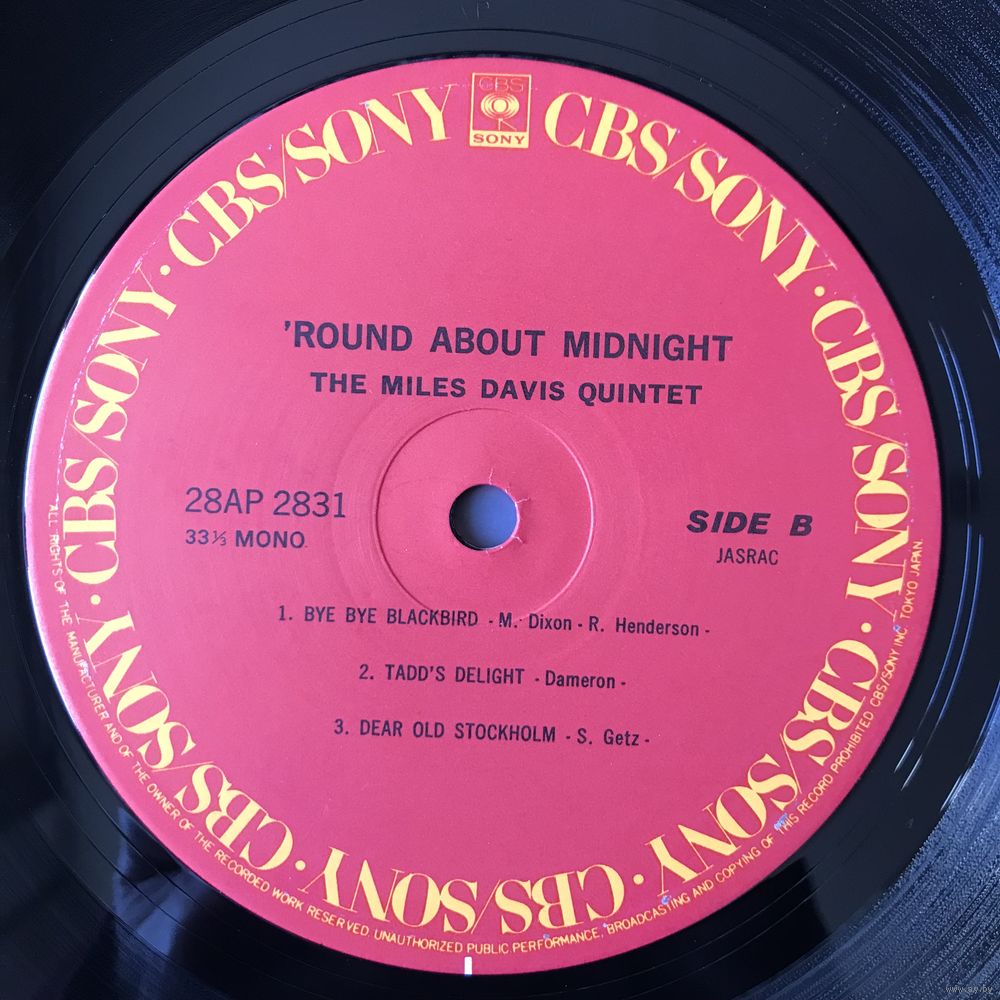 CBS
SONY
CBS/SONY · CBS/SONY · CBS/SONY · CBS/SONY · CBS/SONY · CBS/SONY · CBS/SONY · CBS/SONY · CBS/SONY
'ROUND ABOUT MIDNIGHT
THE MILES DAVIS QUINTET
28AP 2831
33⅓ MONO
SIDE B
JASRAC
1. BYE BYE BLACKBIRD - M. Dixon - R. Henderson -
2. TADD'S DELIGHT - Dameron -
3. DEAR OLD STOCKHOLM - S. Getz -
ALL RIGHTS OF THE MANUFACTURER AND OF THE OWNER OF THE RECORDED WORK RESERVED. UNAUTHORIZED PUBLIC PERFORMANCE, BROADCASTING AND COPYING OF THIS RECORD PROHIBITED CBS/SONY INC. TOKYO JAPAN.
www.ay.by